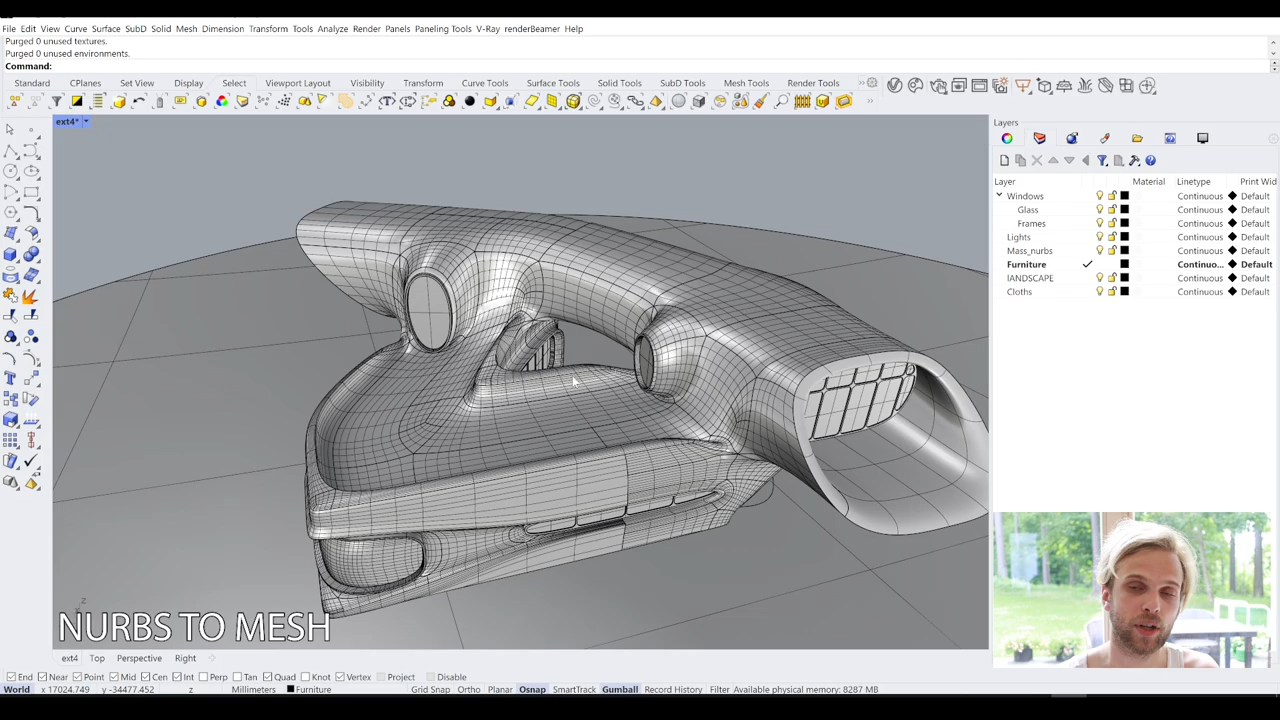 File Edit View Curve Surface SubD Solid Mesh Dimension Transform Tools Analyze Render Panels Paneling Tools V-Ray renderBeamer Help
Purged 0 unused textures.
Purged 0 unused environments.
Command:
Standard CPlanes Set View Display Select Viewport Layout Visibility Transform Curve Tools Surface Tools Solid Tools SubD Tools Mesh Tools Render Tools
ext4*
Layers
Layer Material Linetype Print Wid
Windows Continuous Default
Glass Continuous Default
Frames Continuous Default
Lights Continuous Default
Mass_nurbs Continuous Default
Furniture Continuo... Default
lANDSCAPE Continuous Default
Cloths Continuous Default
z
NURBS TO MESH
ext4 Top Perspective Right
End Near Point Mid Cen Int Perp Tan Quad Knot Vertex Project Disable
World x 17024.749 y -34477.452 z Millimeters Furniture Grid Snap Ortho Planar Osnap SmartTrack Gumball Record History Filter Available physical memory: 8287 MB